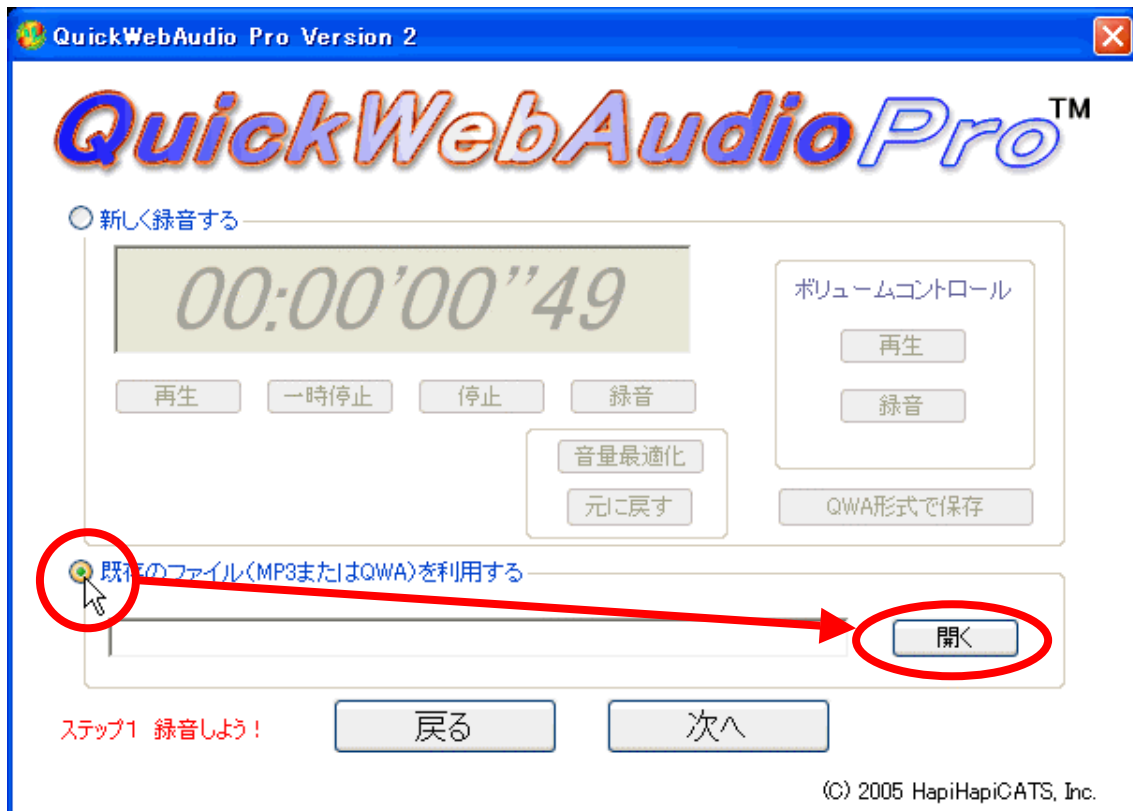 QuickWebAudio Pro Version 2
QuickWebAudioPro™
新しく録音する
00:00'00''49
ボリュームコントロール
再生
録音
再生 一時停止 停止 録音
音量最適化
元に戻す
QWA形式で保存
既存のファイル(MP3またはQWA)を利用する
開く
ステップ1 録音しよう!
戻る
次へ
(C) 2005 HapiHapiCATS, Inc.